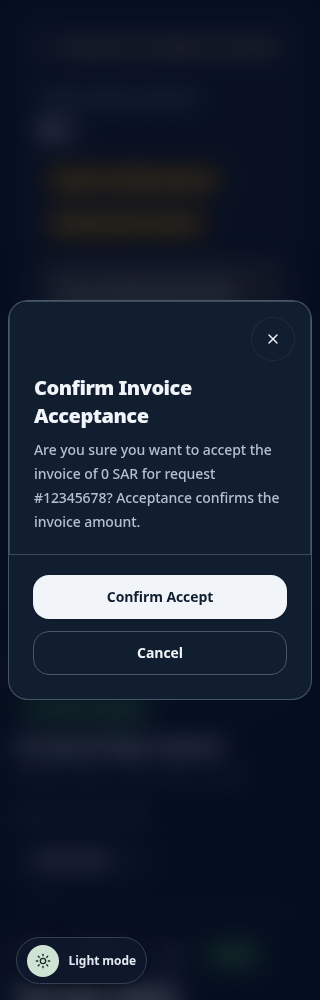 Confirm Invoice
Acceptance
Are you sure you want to accept the
invoice of 0 SAR for request
#12345678? Acceptance confirms the
invoice amount.
Confirm Accept
Cancel
Light mode